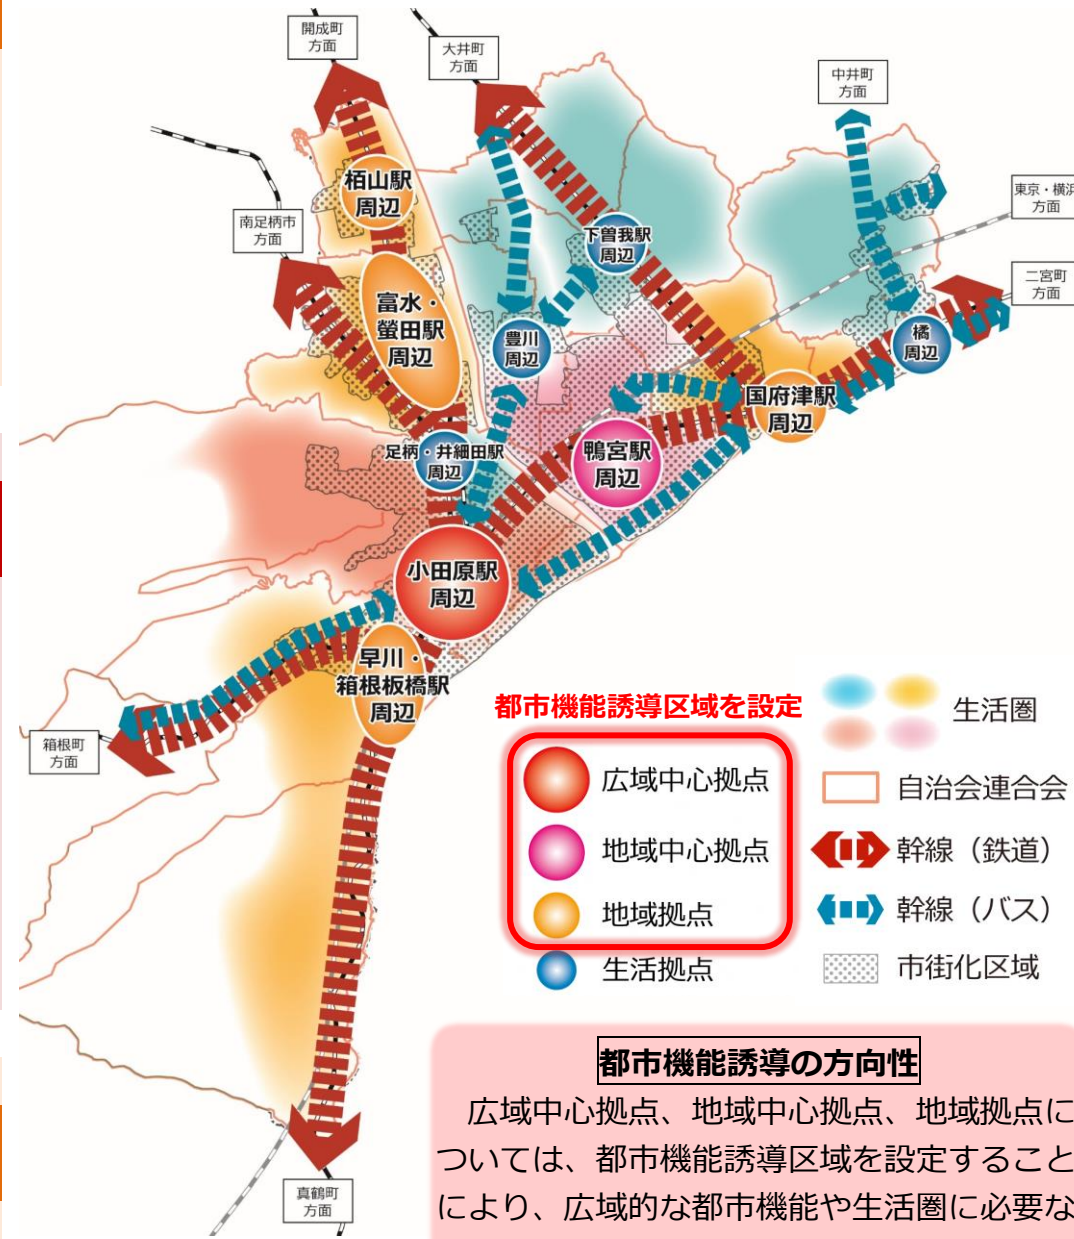 開成町
方面
大井町
方面
中井町
方面
東京・横浜
方面
二宮町
方面
南足柄市
方面
栢山駅
周辺
下曽我駅
周辺
富水・
螢田駅
周辺
豊川
周辺
橘
周辺
国府津駅
周辺
足柄・井細田駅
周辺
鴨宮駅
周辺
小田原駅
周辺
早川・
箱根板橋駅
周辺
箱根町
方面
真鶴町
方面
都市機能誘導区域を設定
広域中心拠点
地域中心拠点
地域拠点
生活拠点
生活圏
自治会連合会
幹線（鉄道）
幹線（バス）
市街化区域
都市機能誘導の方向性
広域中心拠点、地域中心拠点、地域拠点に
ついては、都市機能誘導区域を設定すること
により、広域的な都市機能や生活圏に必要な